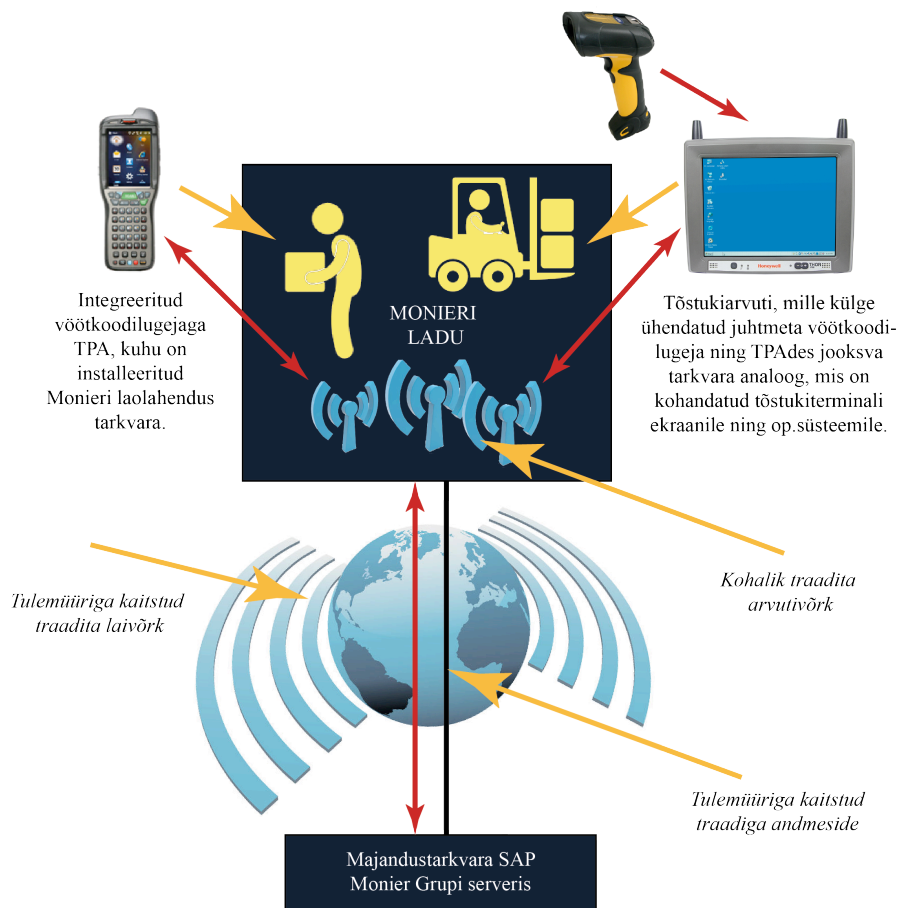 Integreeritud
vöötkoodilugejaga
TPA, kuhu on
installeeritud
Monieri laolahendus
tarkvara.
MONIERI
LADU
Honeywell
THOR
Tõstukiarvuti, mille külge
ühendatud juhtmeta vöötkoodi-
lugeja ning TPAdes jooksva
tarkvara analoog, mis on
kohandatud tõstukiterminali
ekraanile ning op.süsteemile.
Tulemüüriga kaitstud
traadita laivõrk
Kohalik traadita
arvutivõrk
Tulemüüriga kaitstud
traadiga andmeside
Majandustarkvara SAP
Monier Grupi serveris